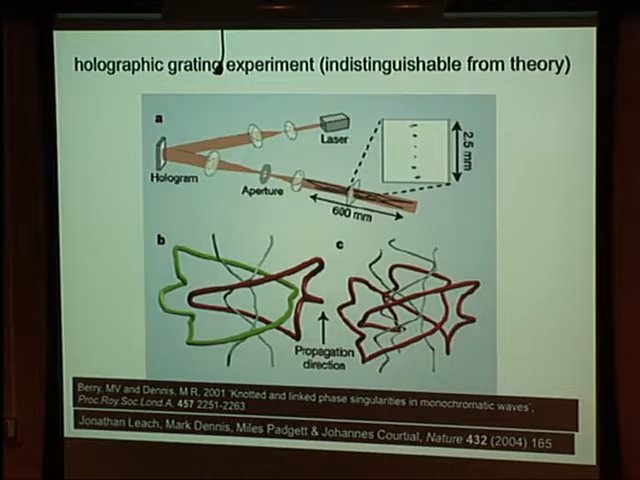 holographic grating experiment (indistinguishable from theory)
a
Laser
Hologram
Aperture
600 mm
2.5 mm
b
c
Propagation
direction
Berry, MV and Dennis, M R, 2001 'Knotted and linked phase singularities in monochromatic waves',
Proc.Roy.Soc.Lond.A. 457 2251-2263
Jonathan Leach, Mark Dennis, Miles Padgett & Johannes Courtial, Nature 432 (2004) 165